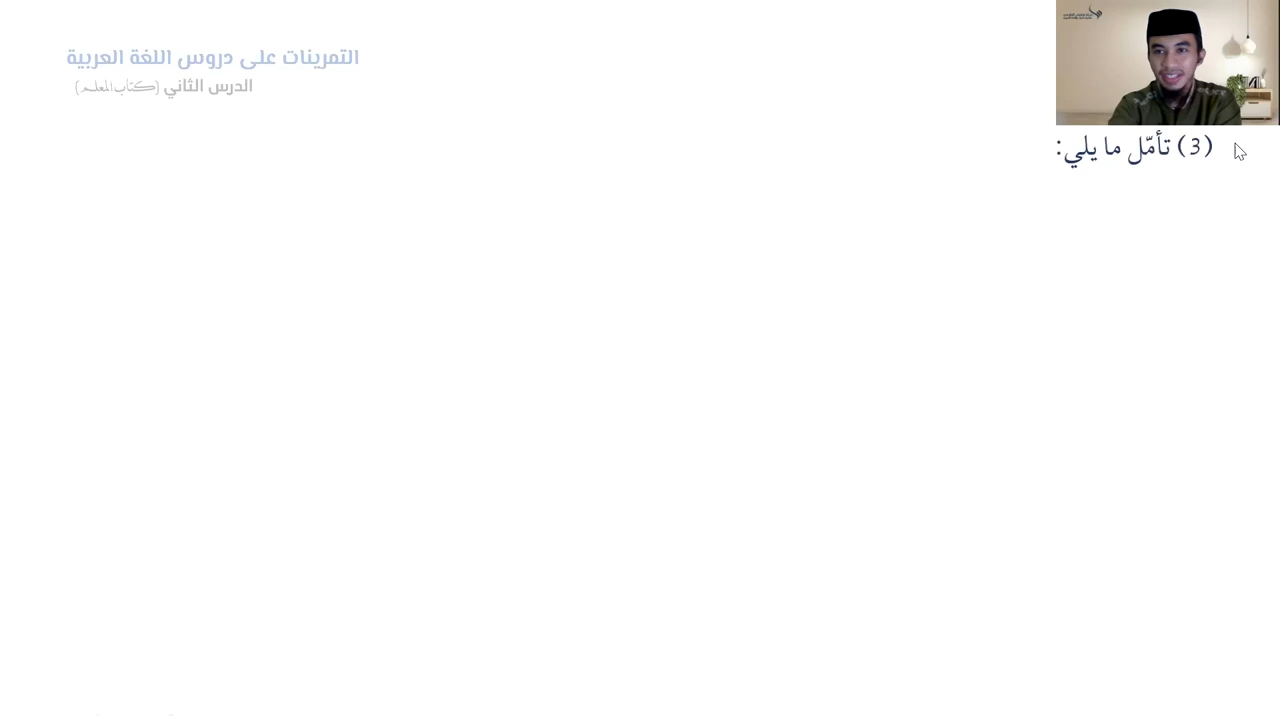 التمرينات على دروس اللغة العربية
الدرس الثاني (كتاب المعلم)
(3) تأمّل ما يلي: